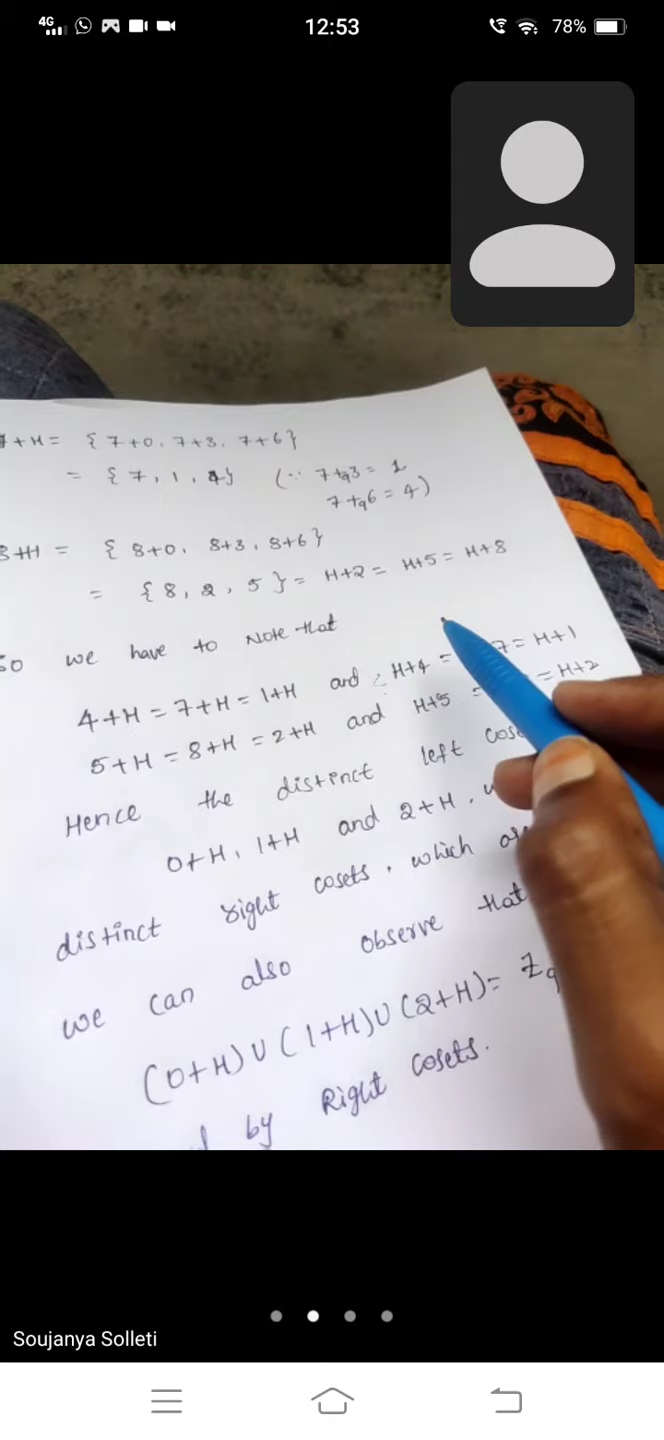 4G
12:53
78%
7+H = {7+0, 7+3, 7+6}
= {7, 1, 4} (∵ 7+₉3 = 1
7+₉6 = 4)
8+H = {8+0, 8+3, 8+6}
= {8, 2, 5} = H+2 = H+5 = H+8
So we have to Note that
4+H = 7+H = 1+H and H+4 = 7 = H+1
5+H = 8+H = 2+H and H+5 = = H+2
Hence the distinct left
0+H, 1+H and 2+H,
distinct right cosets, which
we can also observe that
(0+H) U (1+H) U (2+H) = Z₉
by Right cosets.
Soujanya Solleti